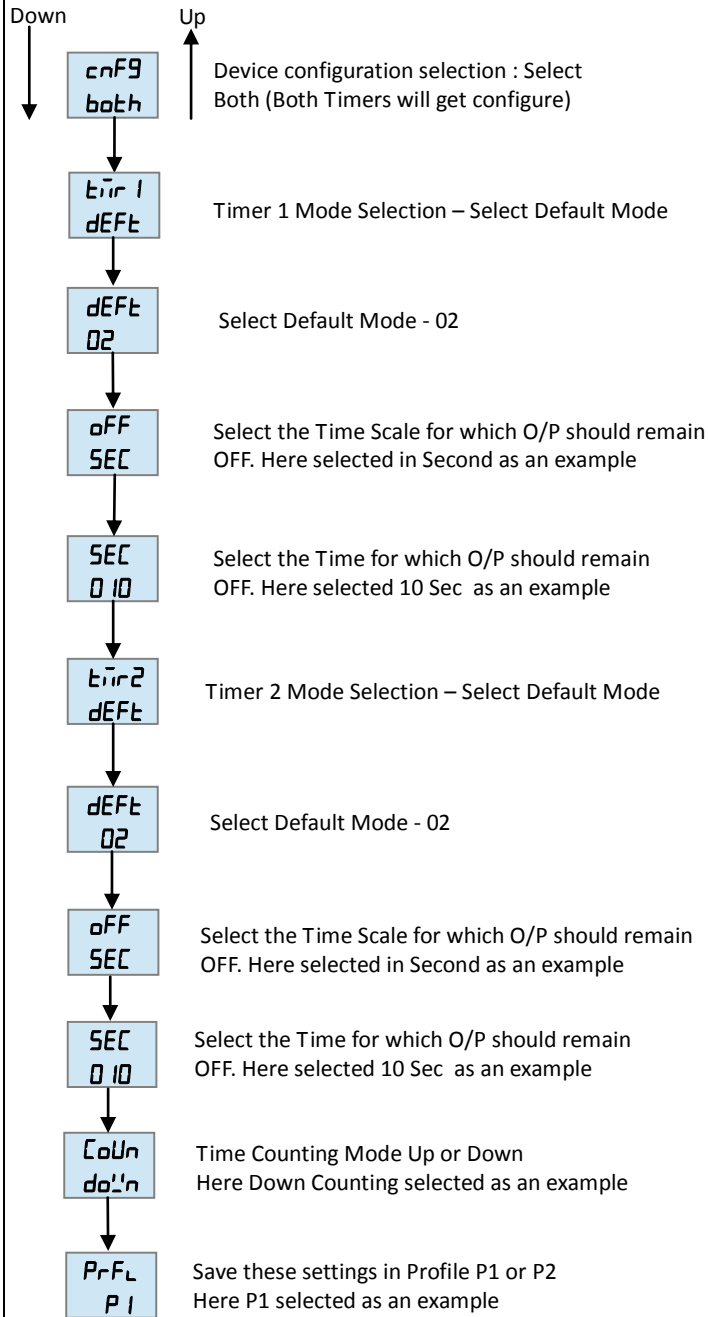 Down Up
cnF9
both
Device configuration selection : Select
Both (Both Timers will get configure)
tmr 1
dEFt
Timer 1 Mode Selection – Select Default Mode
dEFt
02
Select Default Mode - 02
oFF
SEC
Select the Time Scale for which O/P should remain
OFF. Here selected in Second as an example
SEC
010
Select the Time for which O/P should remain
OFF. Here selected 10 Sec as an example
tmr2
dEFt
Timer 2 Mode Selection – Select Default Mode
dEFt
02
Select Default Mode - 02
oFF
SEC
Select the Time Scale for which O/P should remain
OFF. Here selected in Second as an example
SEC
010
Select the Time for which O/P should remain
OFF. Here selected 10 Sec as an example
CoUn
down
Time Counting Mode Up or Down
Here Down Counting selected as an example
PrFL
P1
Save these settings in Profile P1 or P2
Here P1 selected as an example